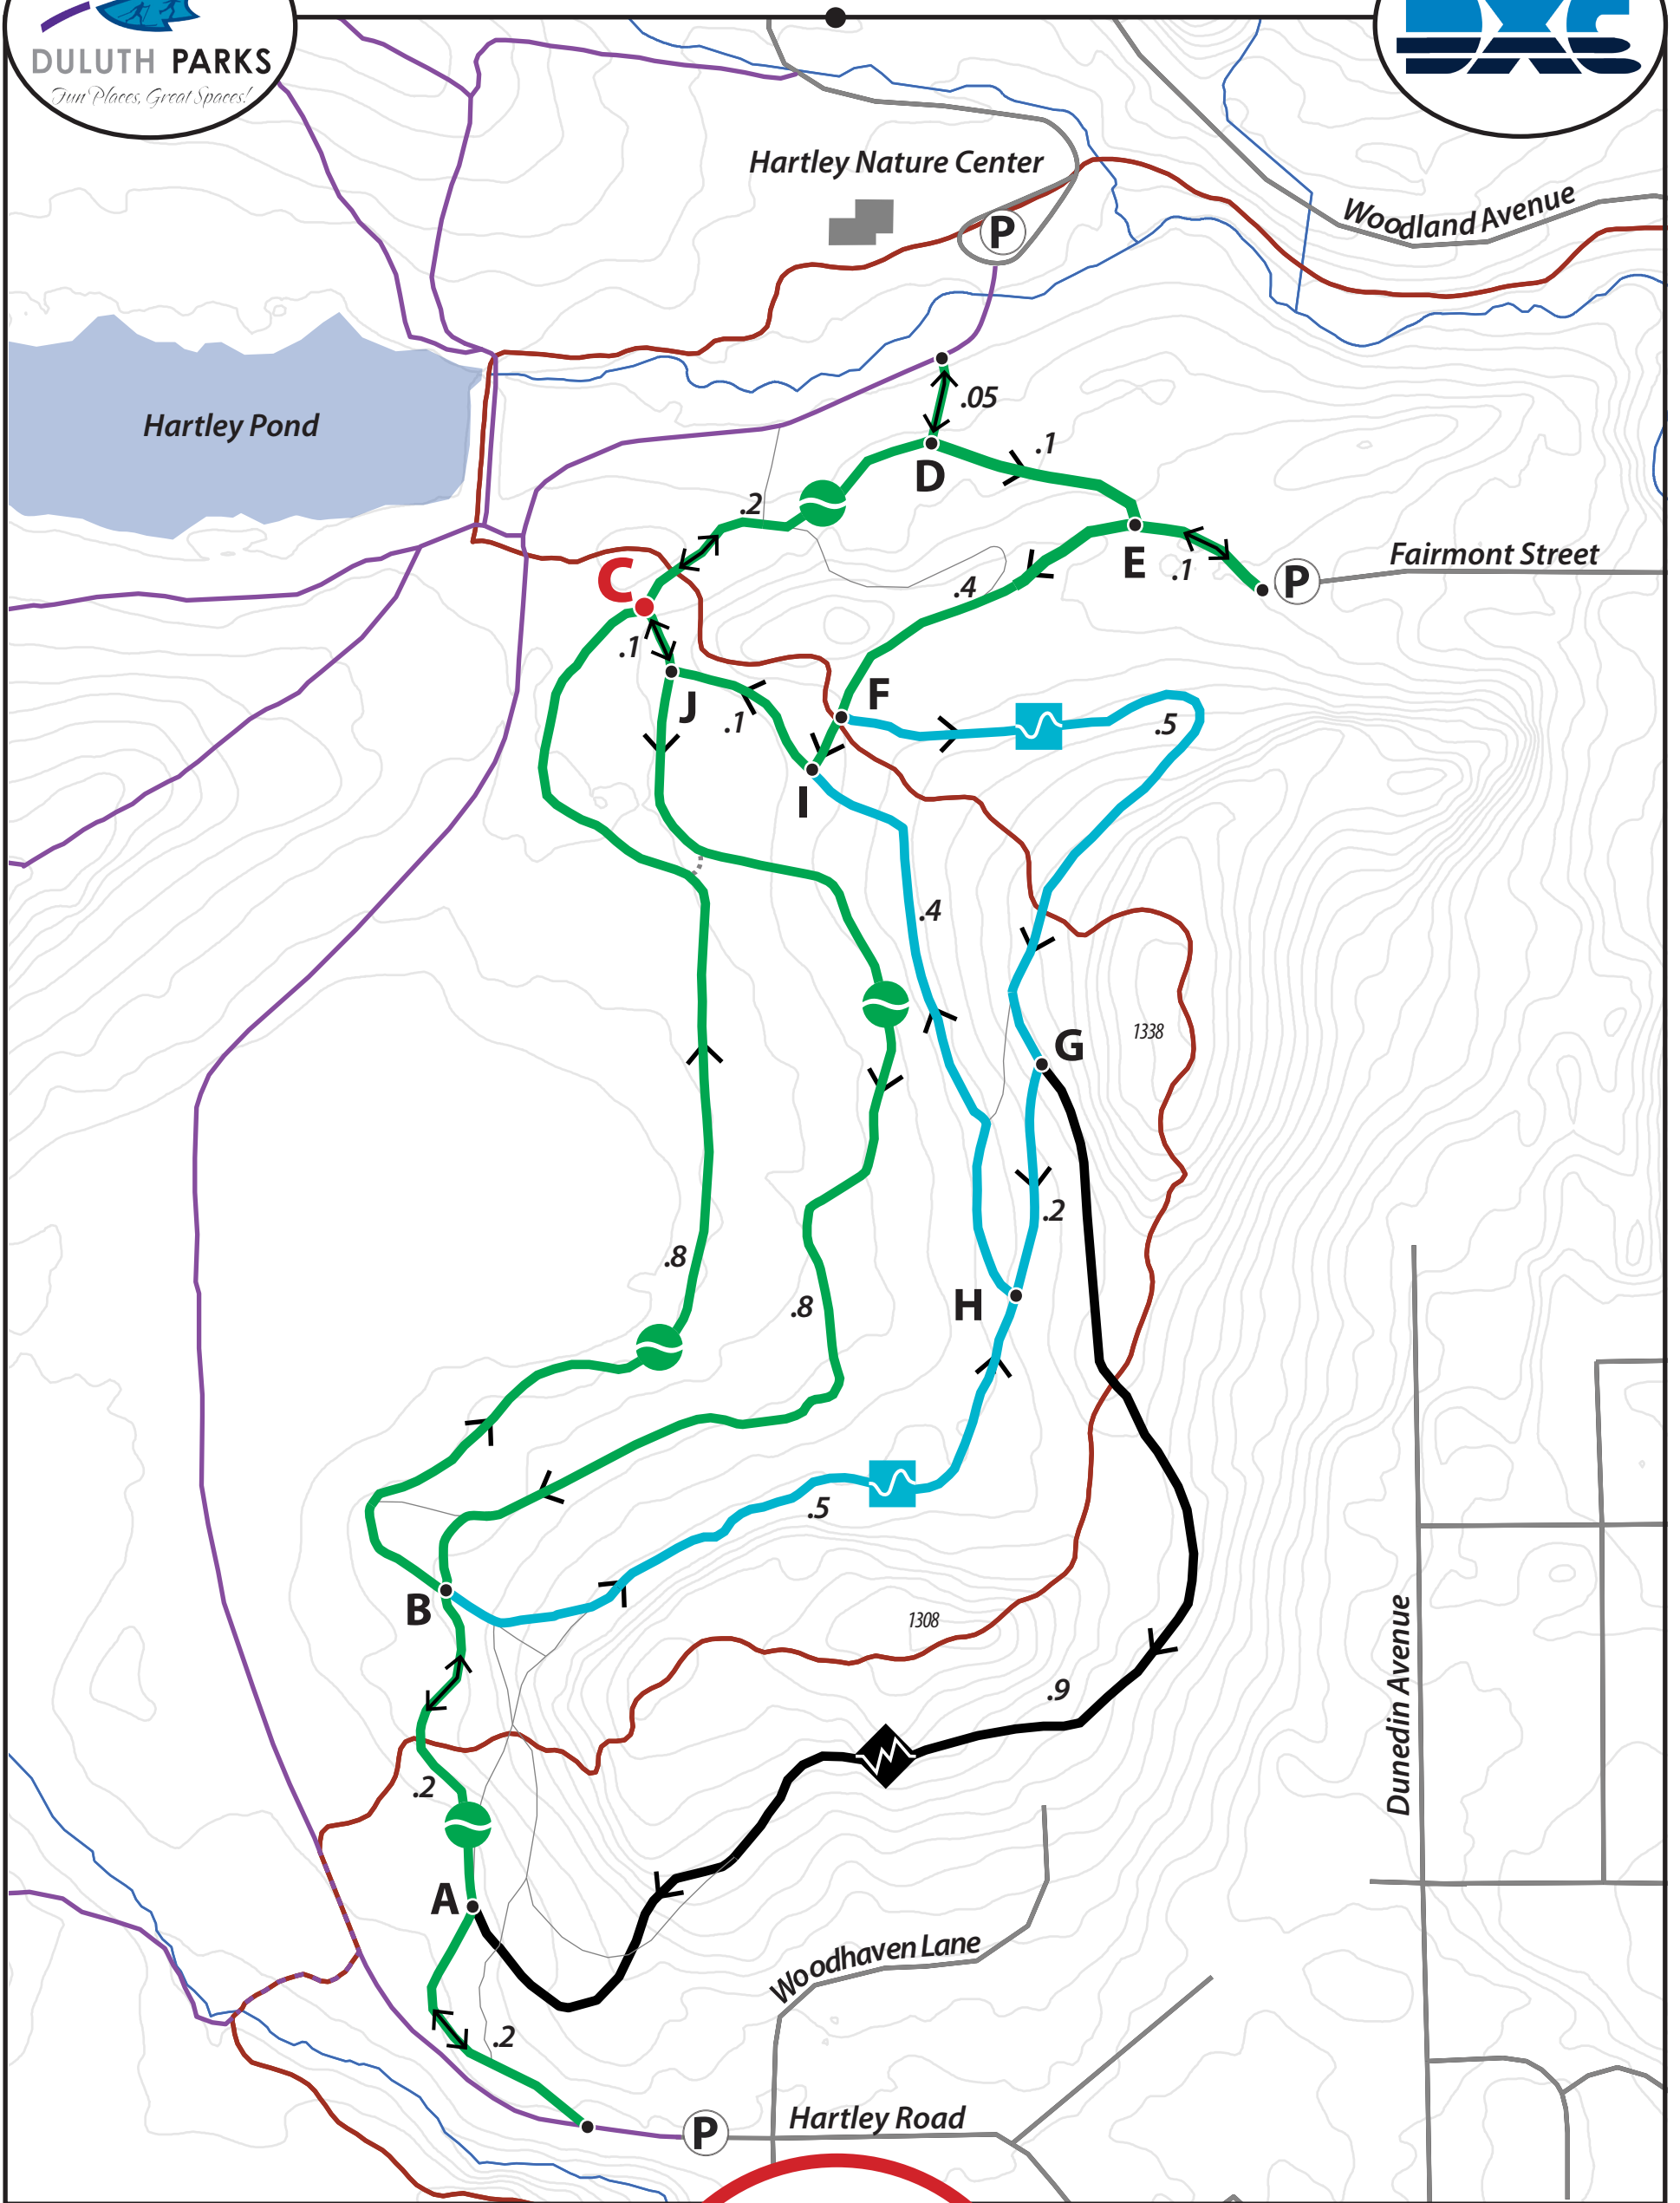 DULUTH PARKS
Fun Places, Great Spaces!
DXC
Hartley Nature Center
P
Woodland Avenue
Hartley Pond
.05
D
.1
.2
E
.1
P
Fairmont Street
C
.4
.1
J
.1
F
.5
I
.4
G
1338
.2
.8
H
.8
.5
B
1308
.9
Dunedin Avenue
.2
A
Woodhaven Lane
.2
P
Hartley Road